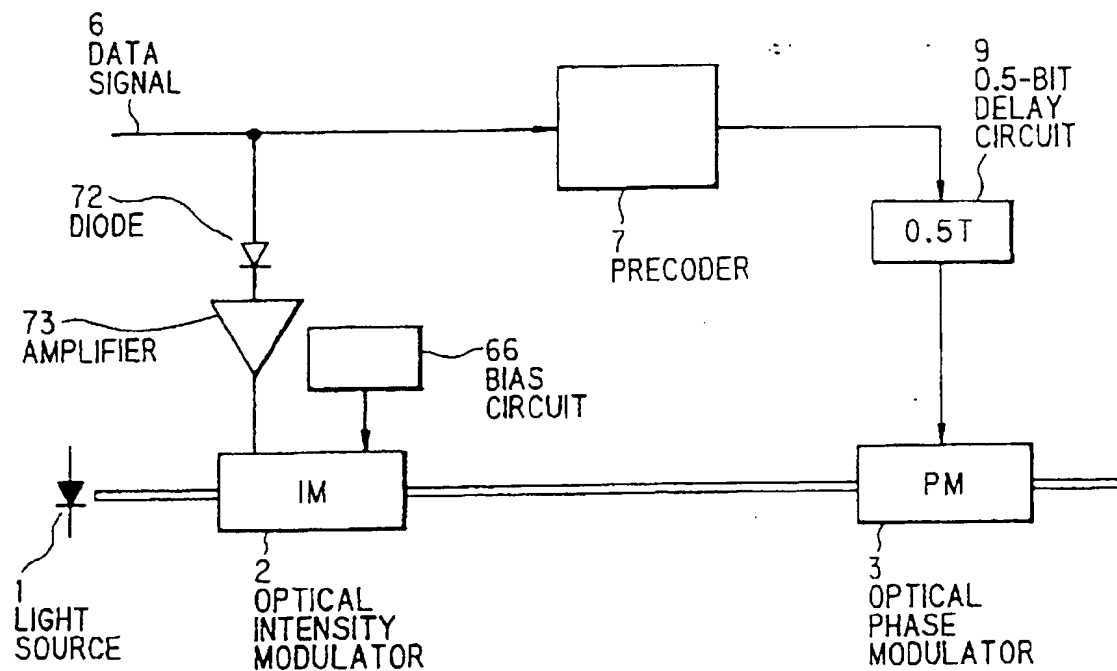 6
DATA
SIGNAL
9
0.5-BIT
DELAY
CIRCUIT
72
DIODE
7
PRECODER
0.5T
73
AMPLIFIER
66
BIAS
CIRCUIT
IM
PM
1
LIGHT
SOURCE
2
OPTICAL
INTENSITY
MODULATOR
3
OPTICAL
PHASE
MODULATOR